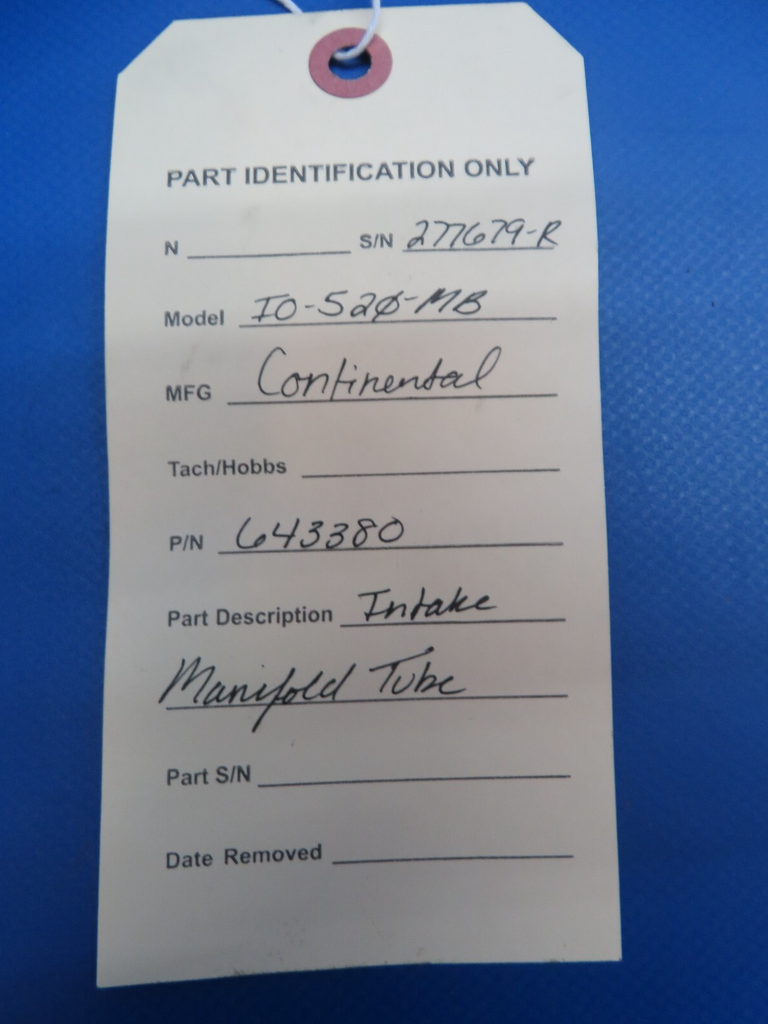 PART IDENTIFICATION ONLY
N S/N 277679-R
Model IO-520-MB
MFG Continental
Tach/Hobbs
P/N 643380
Part Description Intake
Manifold Tube
Part S/N
Date Removed